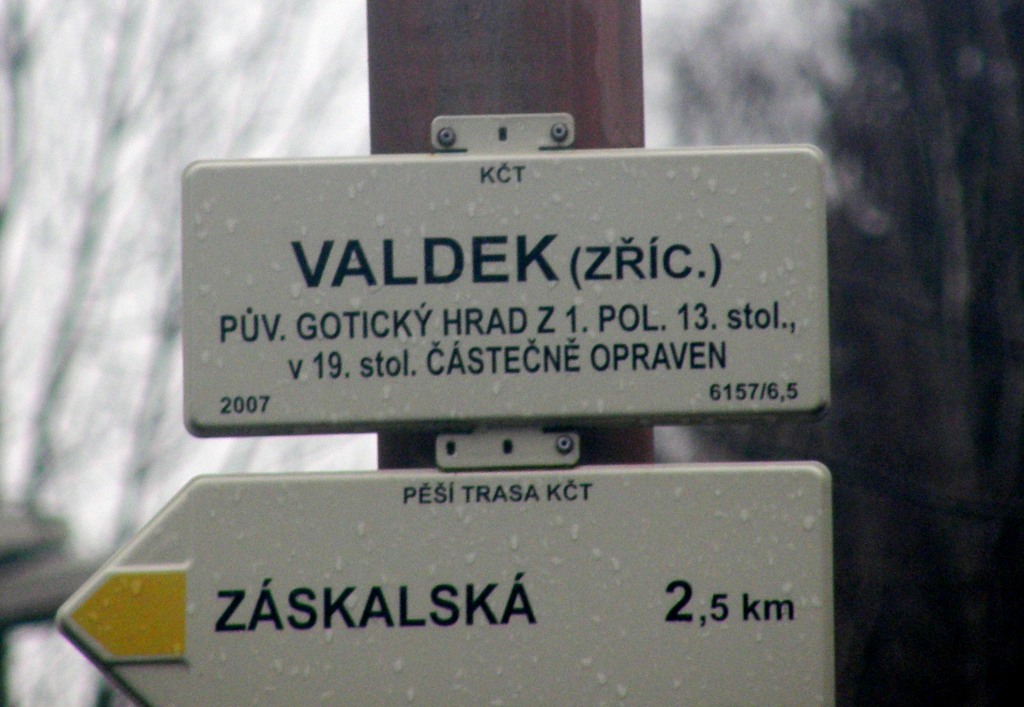 KČT
VALDEK (ZŘÍC.)
PŮV. GOTICKÝ HRAD Z 1. POL. 13. stol.,
v 19. stol. ČÁSTEČNĚ OPRAVEN
2007 6157/6,5
PĚŠÍ TRASA KČT
ZÁSKALSKÁ 2,5 km